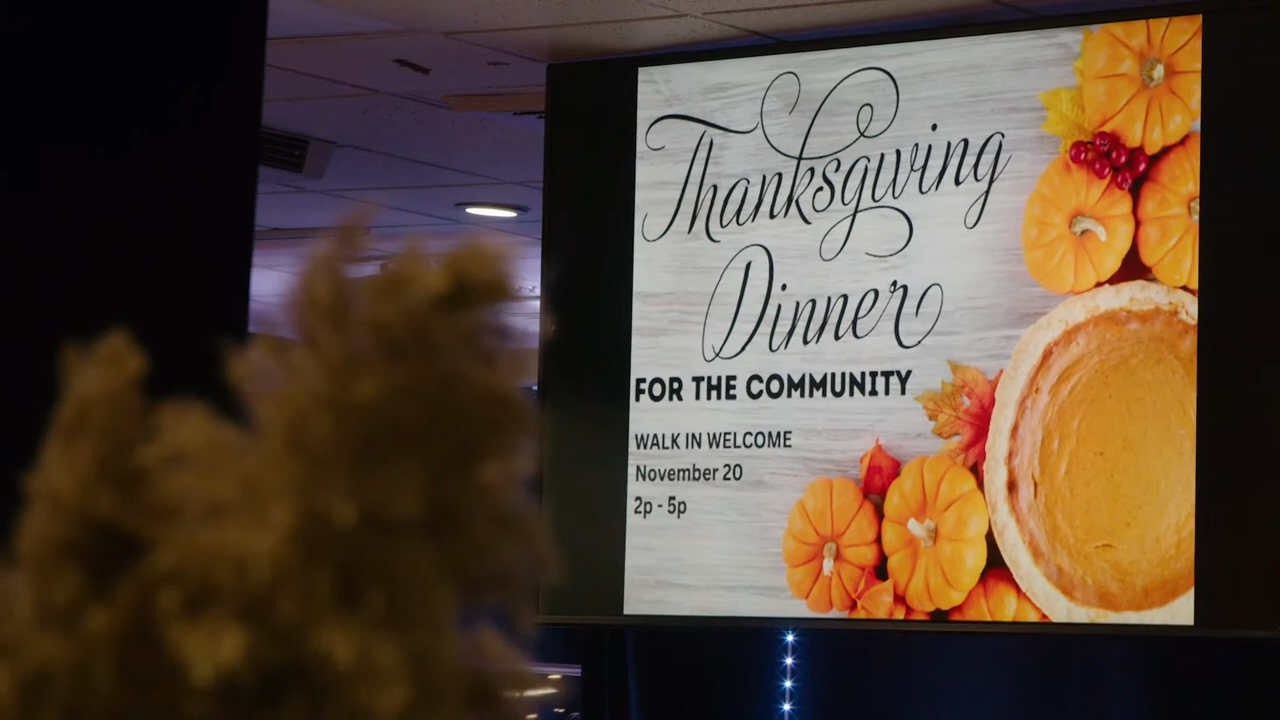 Thanksgiving
Dinner
FOR THE COMMUNITY
WALK IN WELCOME
November 20
2p - 5p